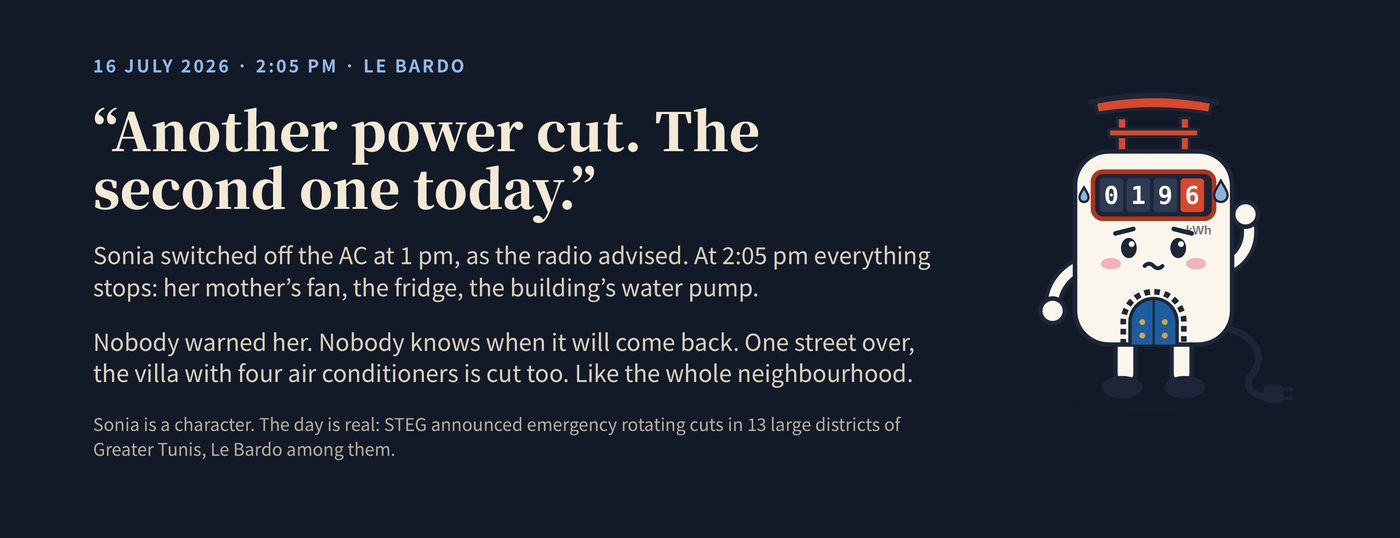 16 JULY 2026 · 2:05 PM · LE BARDO
“Another power cut. The
second one today.”
Sonia switched off the AC at 1 pm, as the radio advised. At 2:05 pm everything
stops: her mother’s fan, the fridge, the building’s water pump.
Nobody warned her. Nobody knows when it will come back. One street over,
the villa with four air conditioners is cut too. Like the whole neighbourhood.
Sonia is a character. The day is real: STEG announced emergency rotating cuts in 13 large districts of
Greater Tunis, Le Bardo among them.
0196
kWh